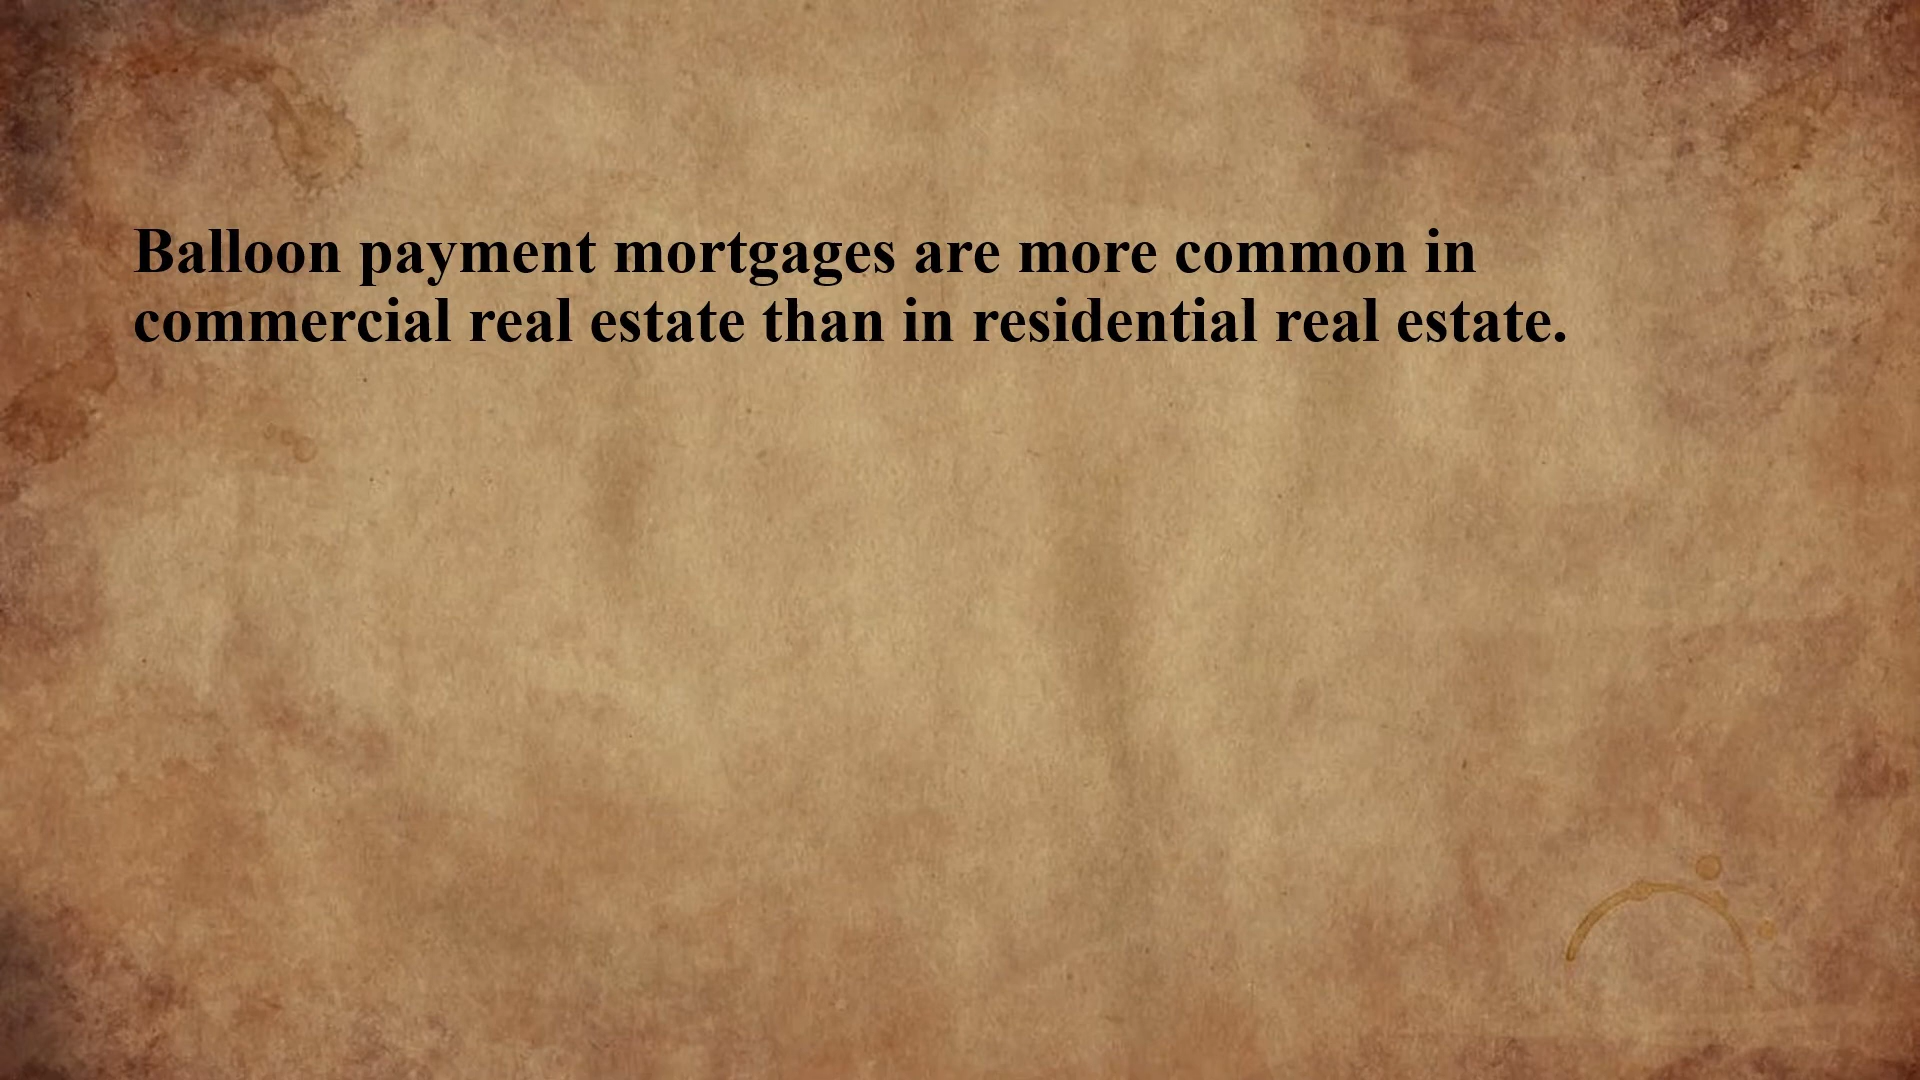 Balloon payment mortgages are more common in
commercial real estate than in residential real estate.